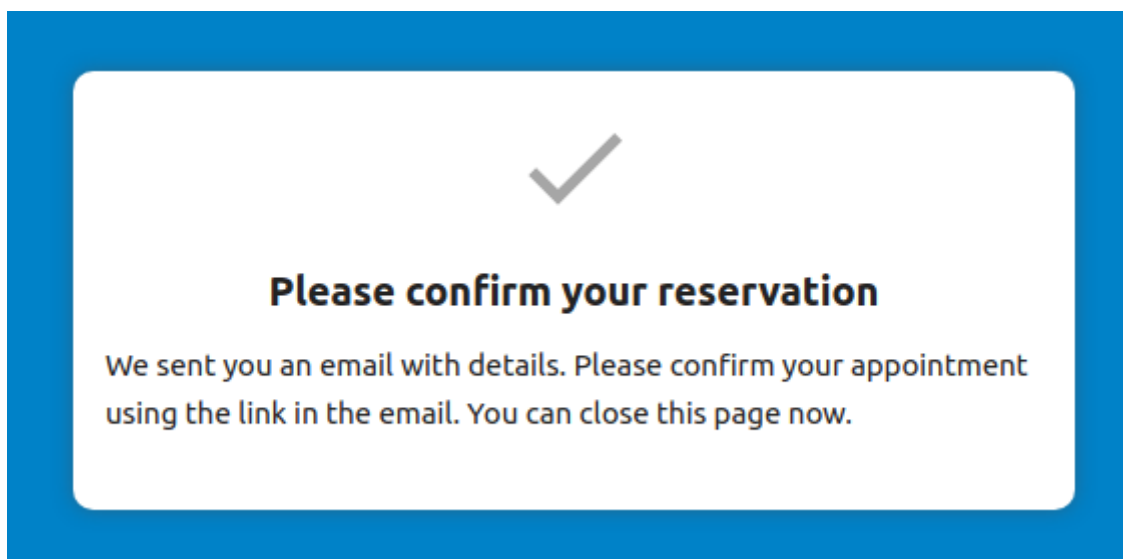 Please confirm your reservation
We sent you an email with details. Please confirm your appointment
using the link in the email. You can close this page now.